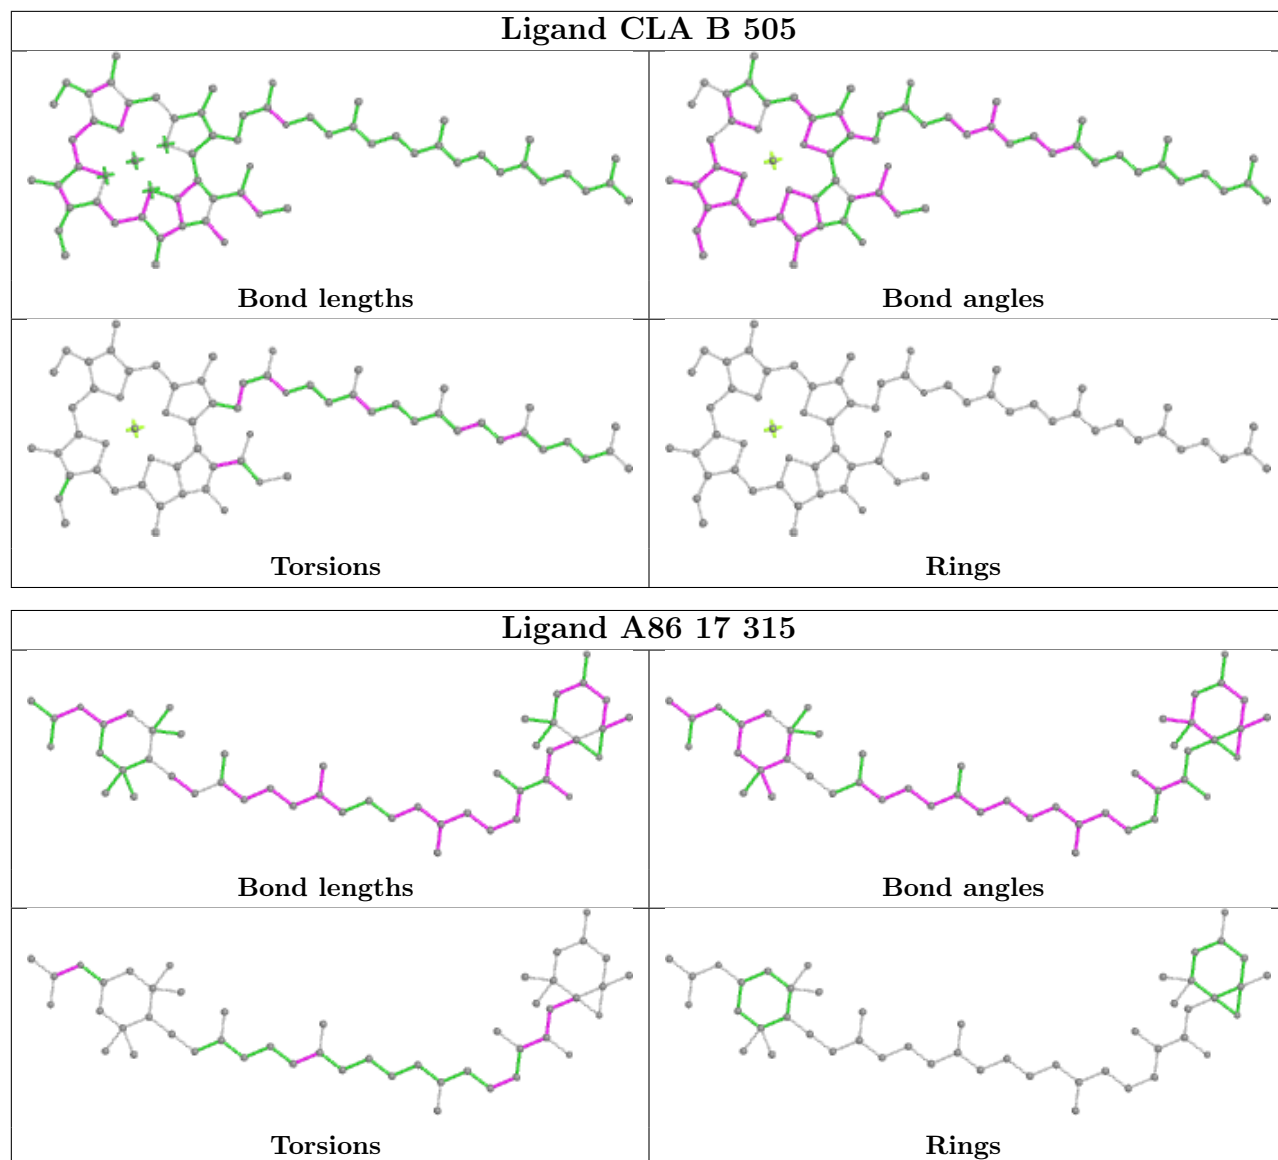 Ligand CLA B 505
Bond lengths
Bond angles
Torsions
Rings
Ligand A86 17 315
Bond lengths
Bond angles
Torsions
Rings